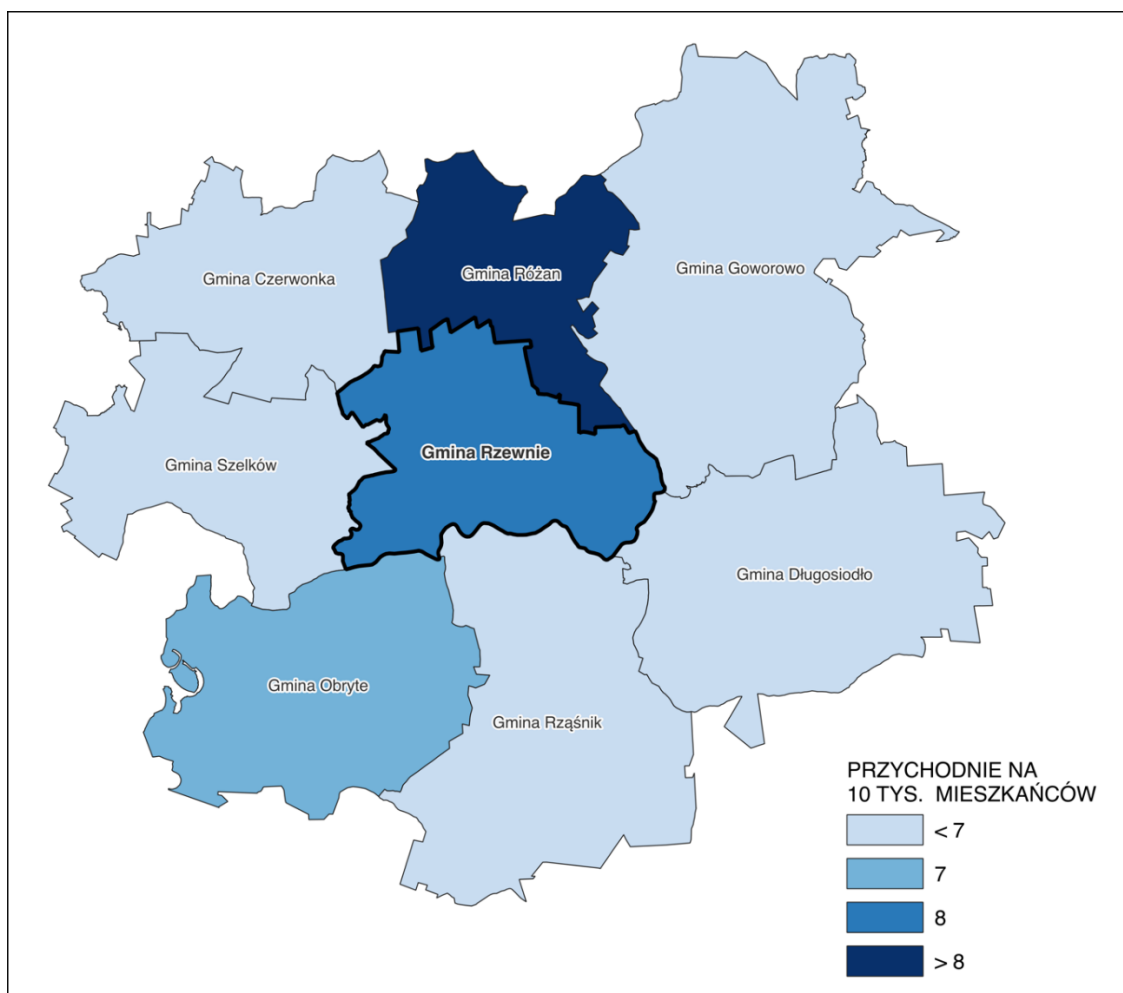 Gmina Czerwonka
Gmina Różan
Gmina Goworowo
Gmina Szelków
Gmina Rzewnie
Gmina Długosiodło
Gmina Obryte
Gmina Rząśnik
PRZYCHODNIE NA
10 TYS. MIESZKAŃCÓW
< 7
7
8
> 8